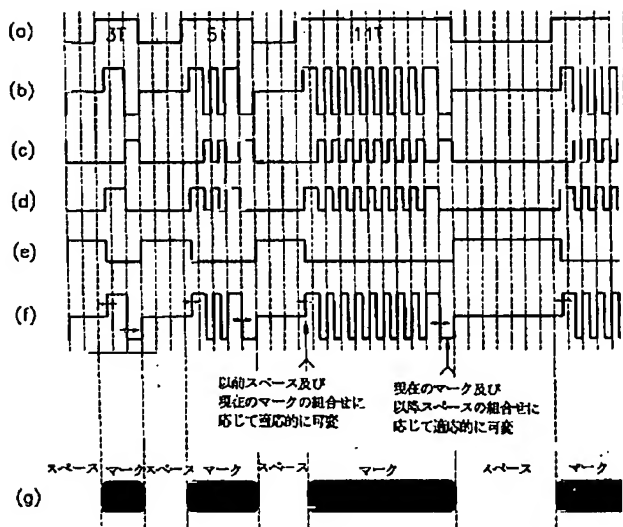 (a)
3T
5T
11T
(b)
(c)
(d)
(e)
(f)
以前スペース及び
現在のマークの組合せに
応じて適応的に可変
現在のマーク及び
以降スペースの組合せに
応じて適応的に可変
スペース マーク スペース マーク スペース マーク スペース マーク
(g)